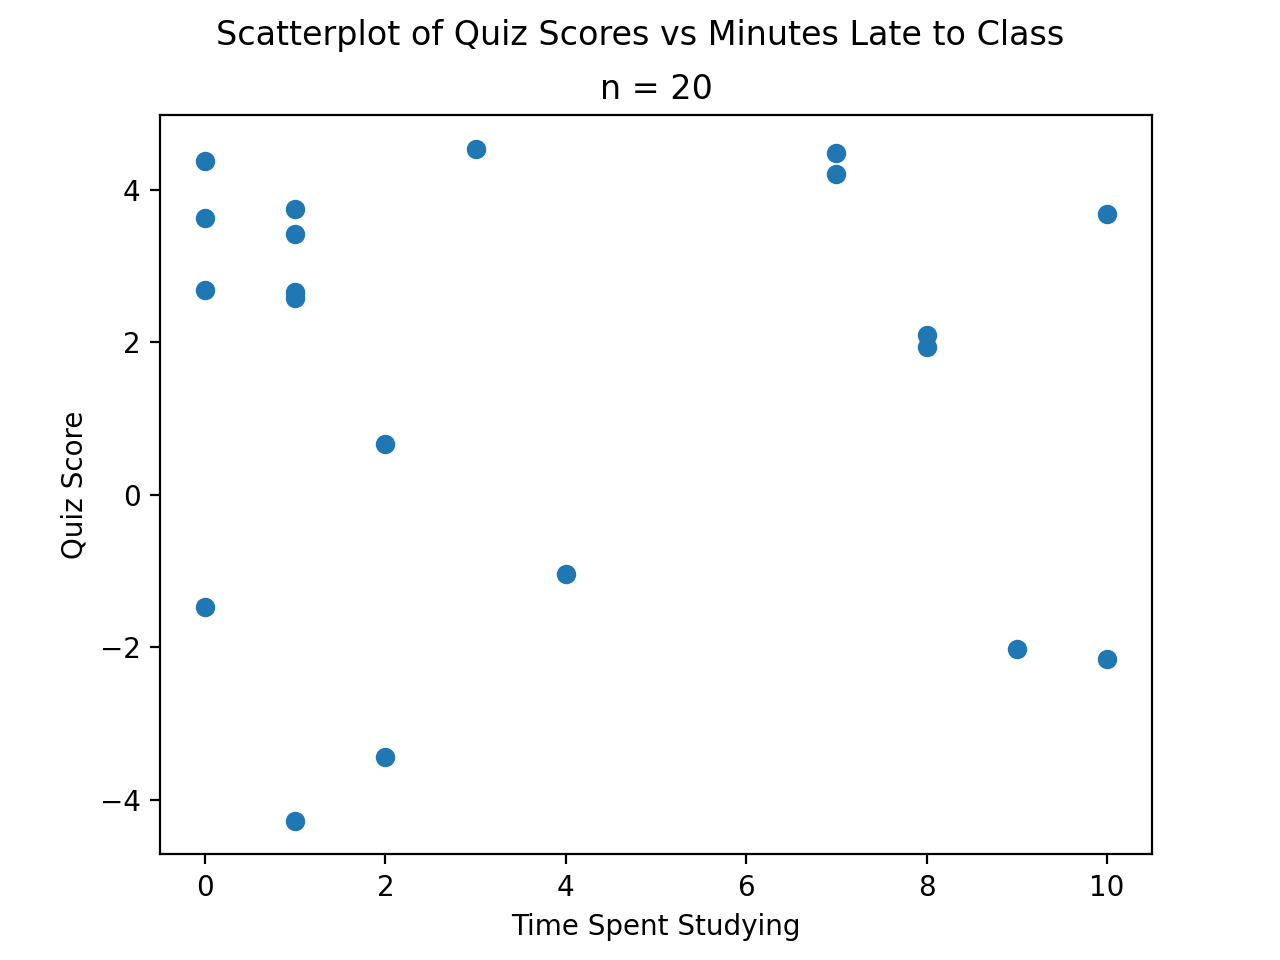 Scatterplot of Quiz Scores vs Minutes Late to Class
n = 20
4
2
0
−2
−4
Quiz Score
0 2 4 6 8 10
Time Spent Studying